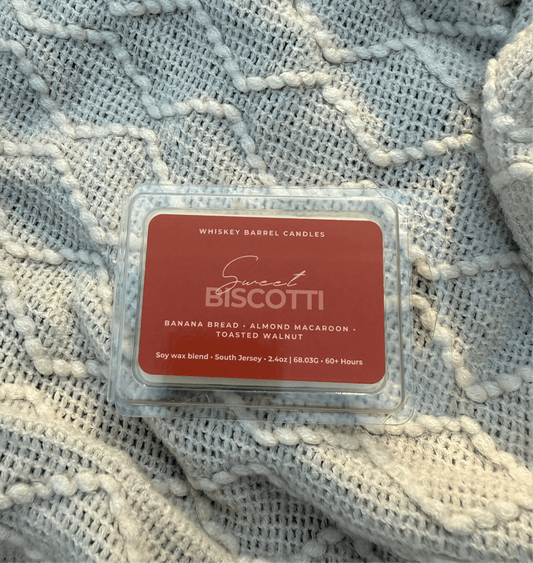 WHISKEY BARREL CANDLES
Sweet
BISCOTTI
BANANA BREAD • ALMOND MACAROON •
TOASTED WALNUT
Soy wax blend • South Jersey • 2.4oz | 68.03G • 60+ Hours